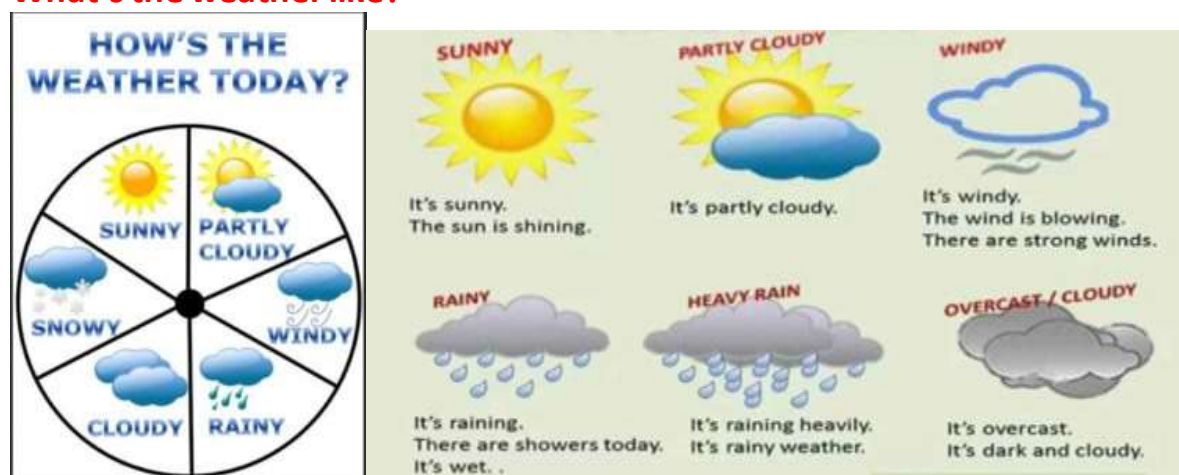 What's the weather like?
HOW'S THE
WEATHER TODAY?
SUNNY
PARTLY
CLOUDY
SNOWY
WINDY
CLOUDY
RAINY
SUNNY
It's sunny.
The sun is shining.
PARTLY CLOUDY
It's partly cloudy.
WINDY
It's windy.
The wind is blowing.
There are strong winds.
RAINY
It's raining.
There are showers today.
It's wet. .
HEAVY RAIN
It's raining heavily.
It's rainy weather.
OVERCAST / CLOUDY
It's overcast.
It's dark and cloudy.